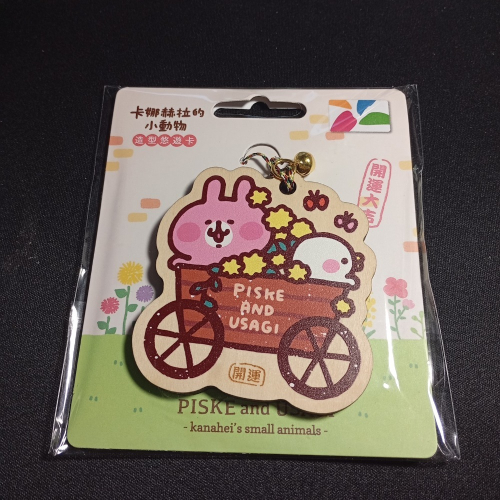 卡娜赫拉的
小動物
造型悠遊卡
開運大吉
PISKE
AND
USAGI
開運
PISKE and
- kanahei's small animals -